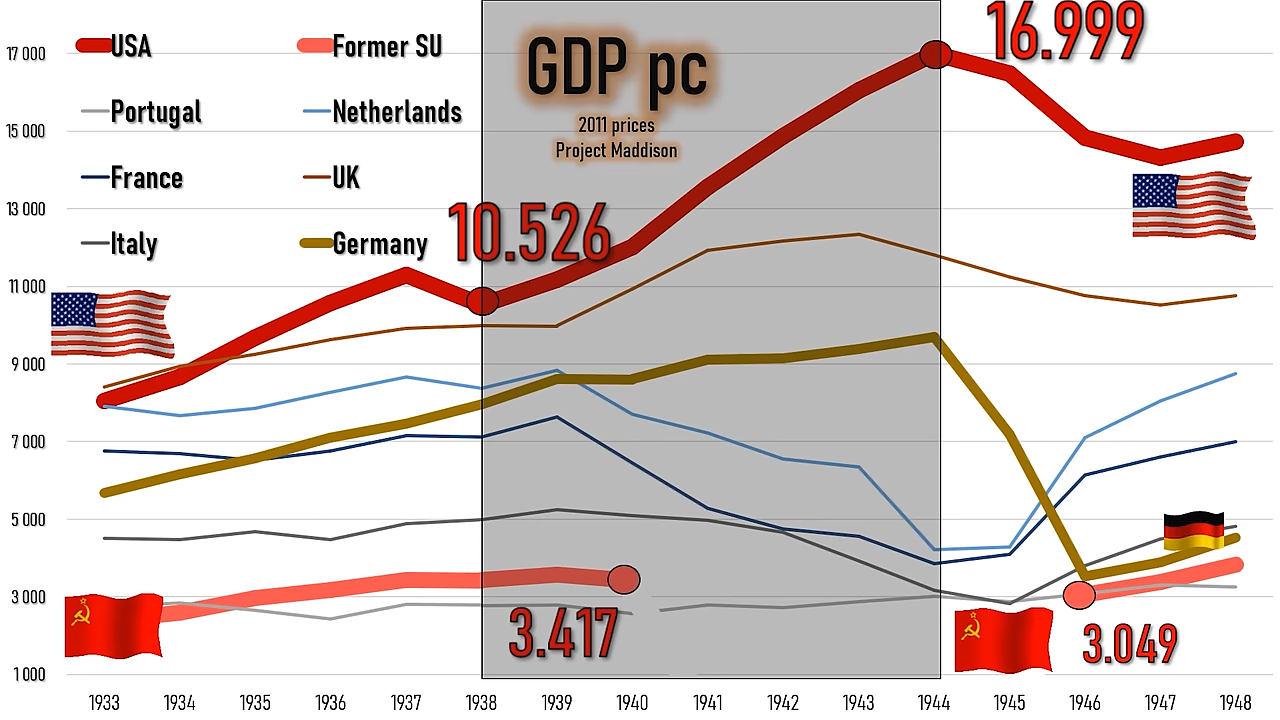 USA
Former SU
Portugal
Netherlands
France
UK
Italy
Germany
GDP pc
2011 prices
Project Maddison
16.999
10.526
3.417
3.049
17 000
15 000
13 000
11 000
9 000
7 000
5 000
3 000
1 000
1933 1934 1935 1936 1937 1938 1939 1940 1941 1942 1943 1944 1945 1946 1947 1948